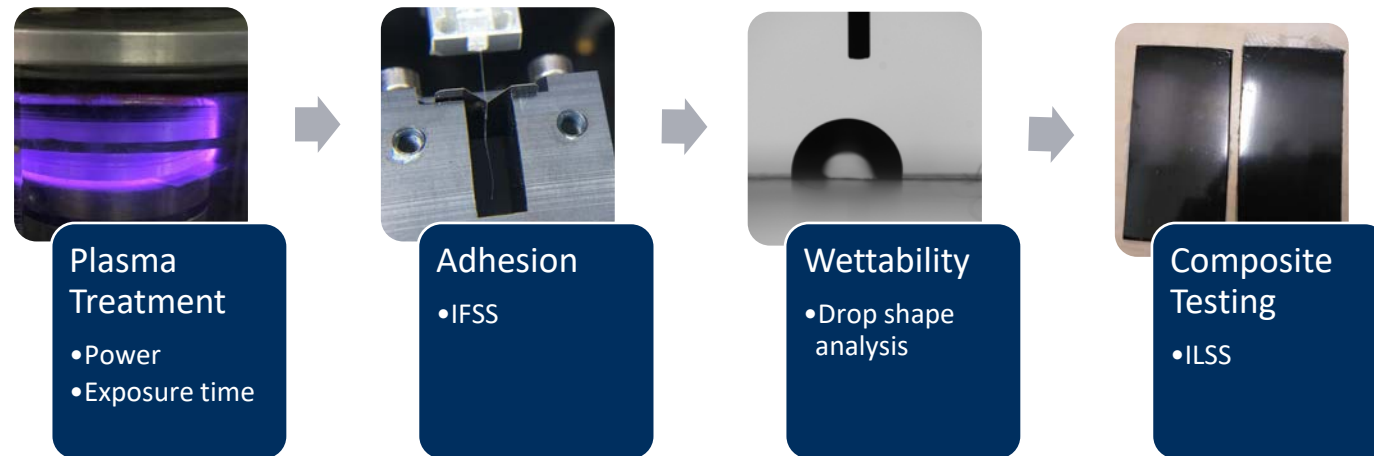 Plasma
Treatment
•Power
•Exposure time
Adhesion
•IFSS
Wettability
•Drop shape
analysis
Composite
Testing
•ILSS